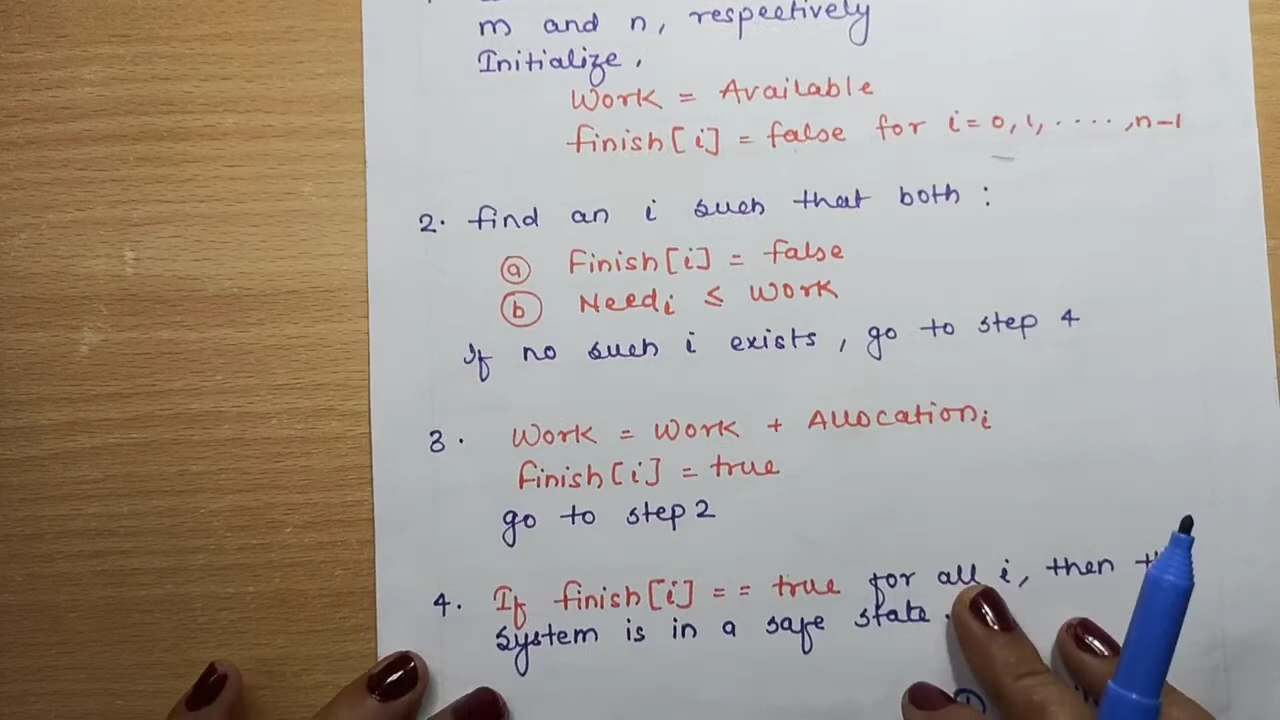 m and n, respectively
Initialize,
Work = Available
finish[i] = false for i=0,1,.....,n-1
2. find an i such that both :
(a) Finish[i] = false
(b) Needi ≤ Work
If no such i exists, go to step 4
3. Work = Work + Allocationi
finish[i] = true
go to step 2
4. If finish[i] == true for all i, then
system is in a safe state.